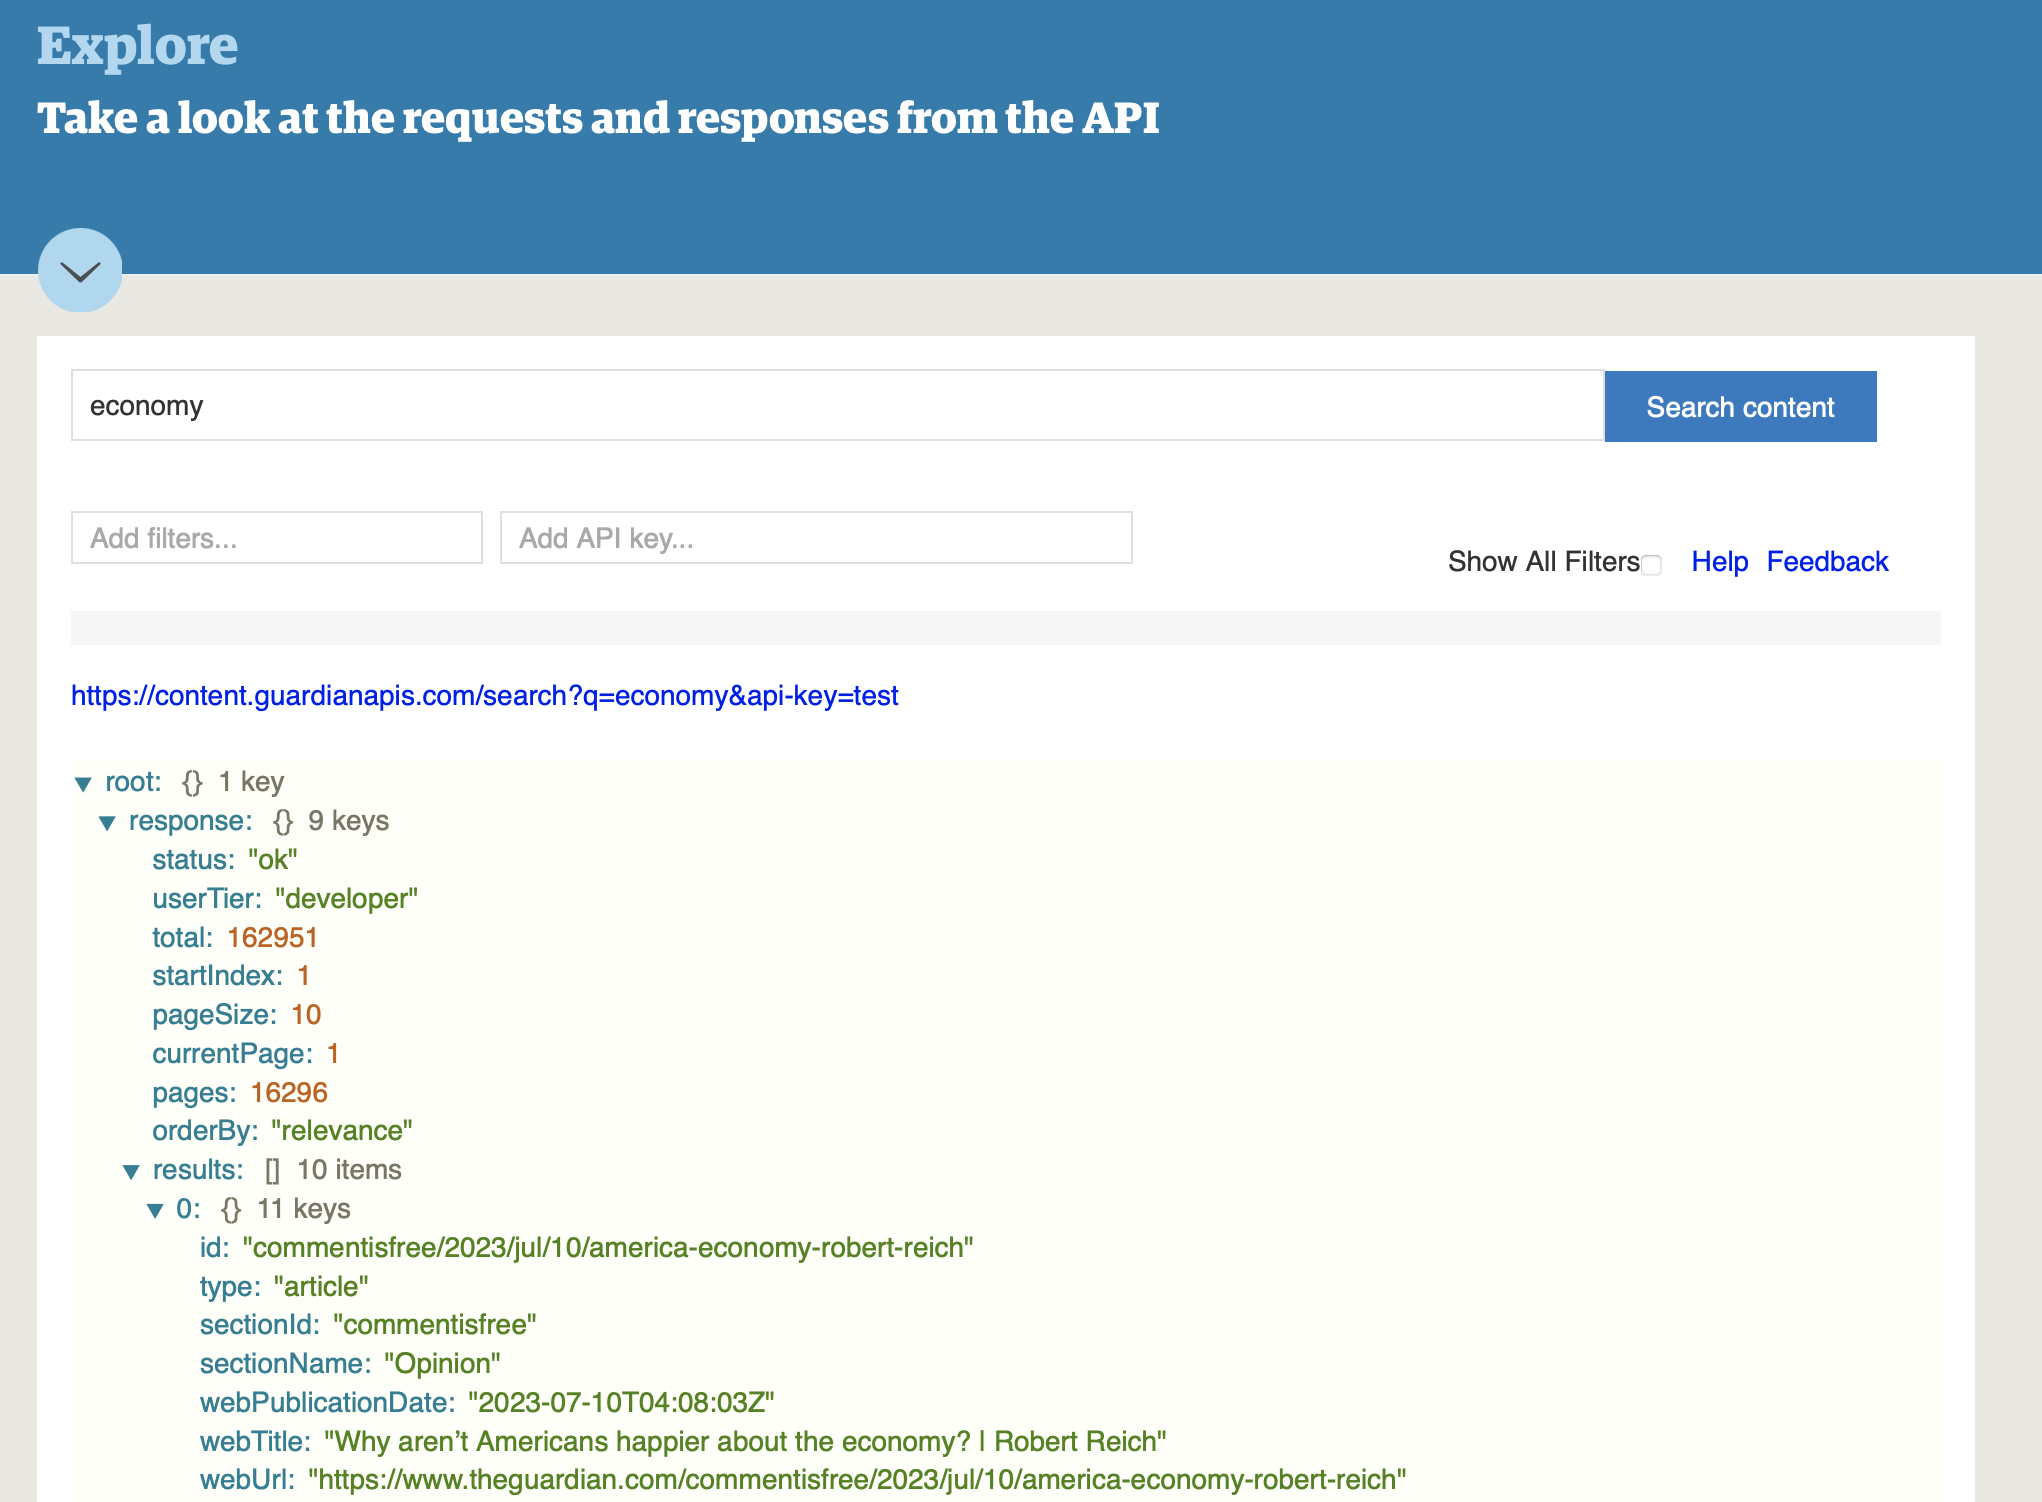 Explore
Take a look at the requests and responses from the API
economy
Search content
Add filters...
Add API key...
Show All Filters
Help Feedback
https://content.guardianapis.com/search?q=economy&api-key=test
▼ root: {} 1 key
▼ response: {} 9 keys
status: "ok"
userTier: "developer"
total: 162951
startIndex: 1
pageSize: 10
currentPage: 1
pages: 16296
orderBy: "relevance"
▼ results: [] 10 items
▼ 0: {} 11 keys
id: "commentisfree/2023/jul/10/america-economy-robert-reich"
type: "article"
sectionId: "commentisfree"
sectionName: "Opinion"
webPublicationDate: "2023-07-10T04:08:03Z"
webTitle: "Why aren’t Americans happier about the economy? | Robert Reich"
webUrl: "https://www.theguardian.com/commentisfree/2023/jul/10/america-economy-robert-reich"